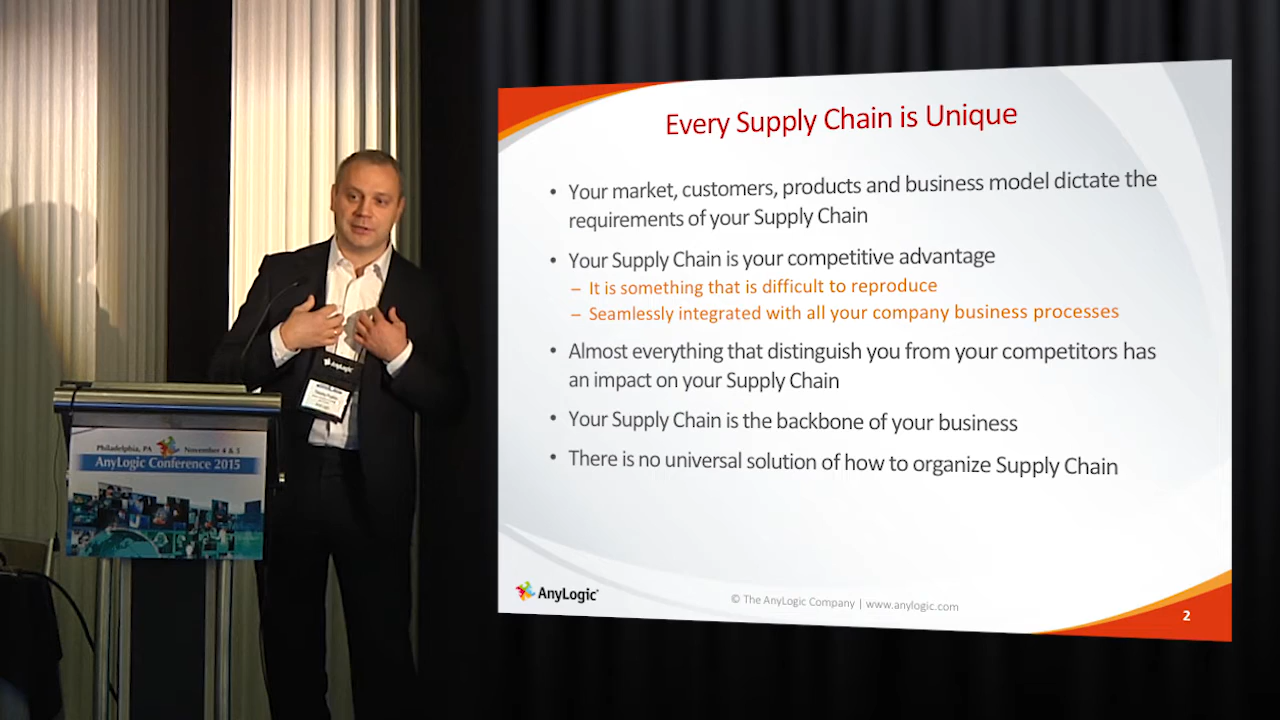 Every Supply Chain is Unique
• Your market, customers, products and business model dictate the
requirements of your Supply Chain
• Your Supply Chain is your competitive advantage
– It is something that is difficult to reproduce
– Seamlessly integrated with all your company business processes
• Almost everything that distinguish you from your competitors has
an impact on your Supply Chain
• Your Supply Chain is the backbone of your business
• There is no universal solution of how to organize Supply Chain
AnyLogic®
© The AnyLogic Company | www.anylogic.com
2
AnyLogic
Philadelphia, PA November 4 & 5
AnyLogic Conference 2015